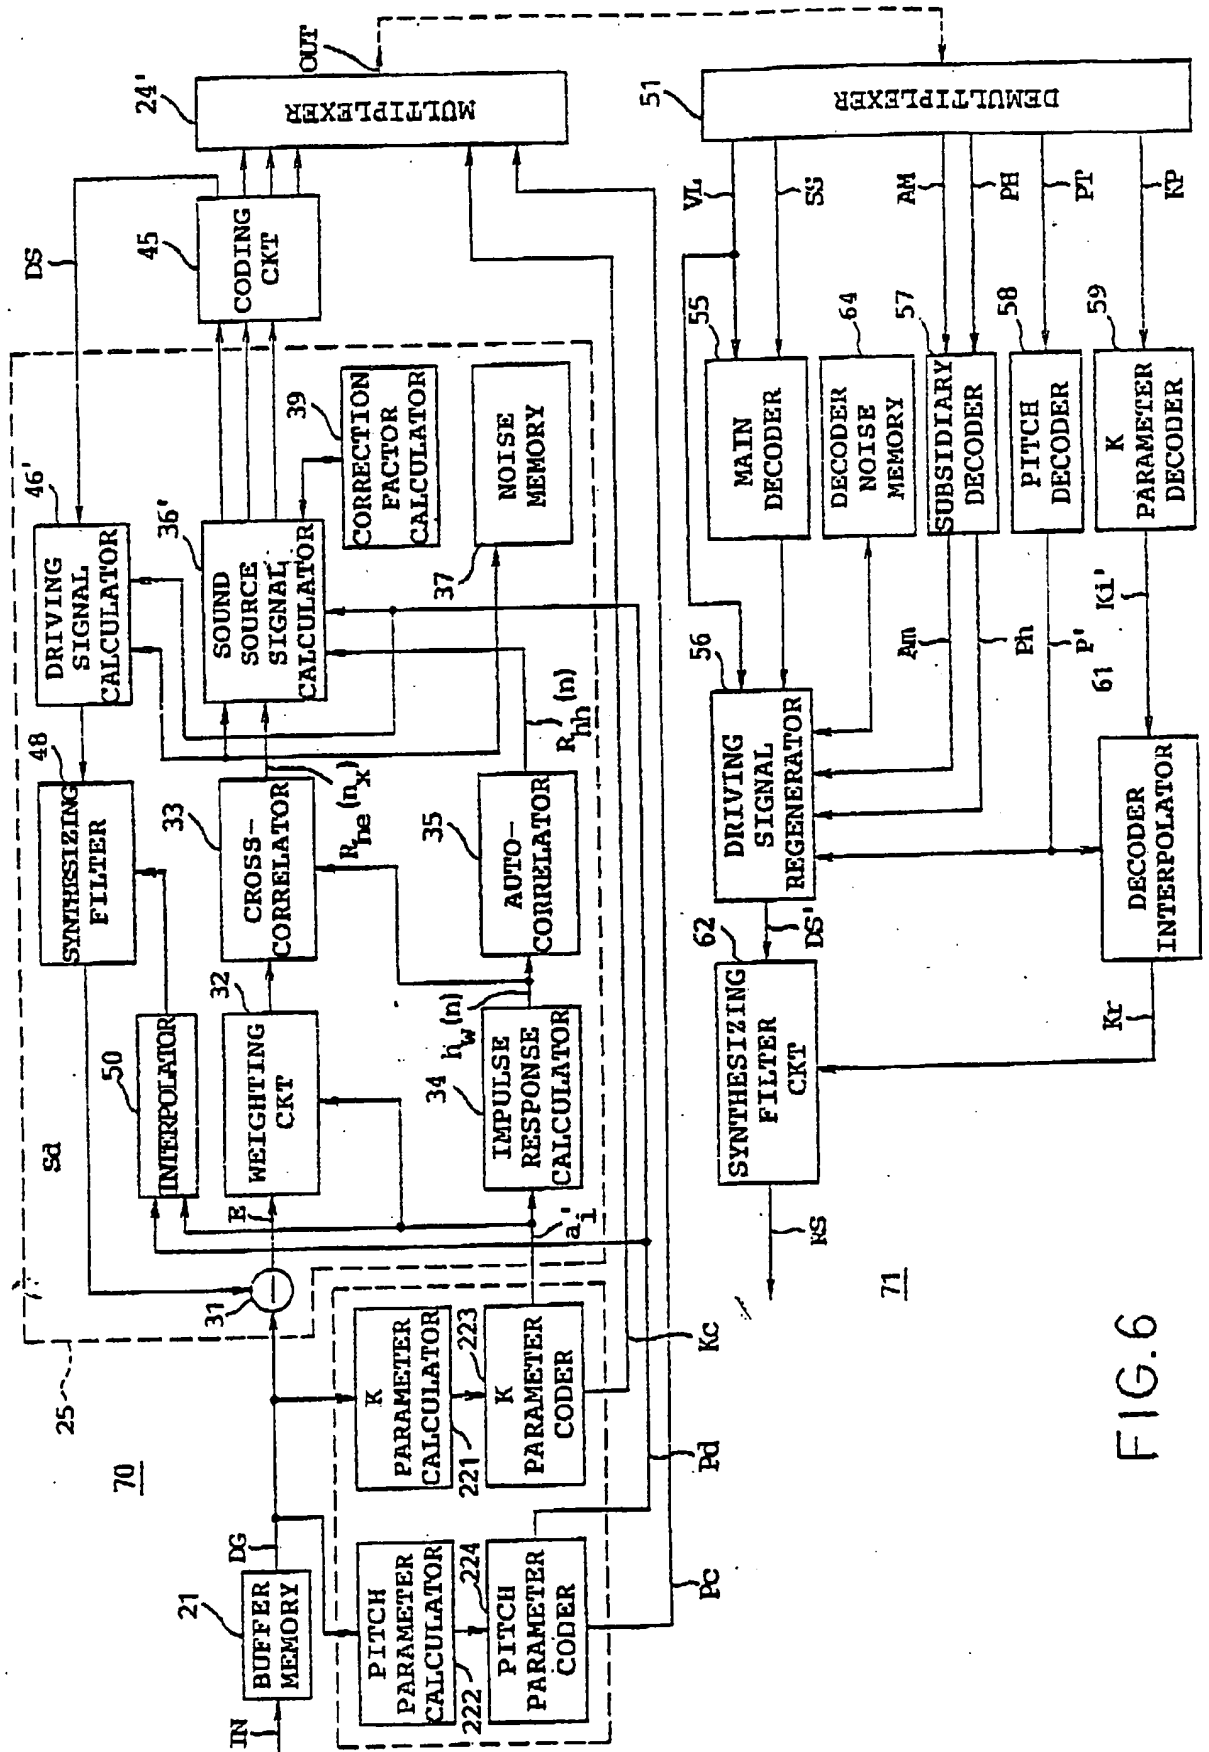 70
IN
21
BUFFER
MEMORY
DG
25
PITCH
PARAMETER
CALCULATOR
222
224
PITCH
PARAMETER
CODER
Pc
K
PARAMETER
CALCULATOR
221
223
K
PARAMETER
CODER
Kc
Pd
31
E
Sd
50
INTERPOLATOR
32
WEIGHTING
CKT
34
IMPULSE
RESPONSE
CALCULATOR
ai'
hw(n)
48
SYNTHESIZING
FILTER
33
CROSS-
CORRELATOR
Rhe(nx)
35
AUTO-
CORRELATOR
Rhh(n)
46'
DRIVING
SIGNAL
CALCULATOR
36'
SOUND
SOURCE
SIGNAL
CALCULATOR
39
CORRECTION
FACTOR
CALCULATOR
37
NOISE
MEMORY
DS
45
CODING
CKT
24'
MULTIPLEXER
OUT
51
DEMULTIPLEXER
VL
SG
AM
PH
PT
KP
55
MAIN
DECODER
64
DECODER
NOISE
MEMORY
57
SUBSIDIARY
DECODER
58
PITCH
DECODER
59
K
PARAMETER
DECODER
Am
Ph
P'
Ki'
56
DRIVING
SIGNAL
REGENERATOR
61
DECODER
INTERPOLATOR
DS'
Kr
62
SYNTHESIZING
FILTER
CKT
RS
71
FIG.6